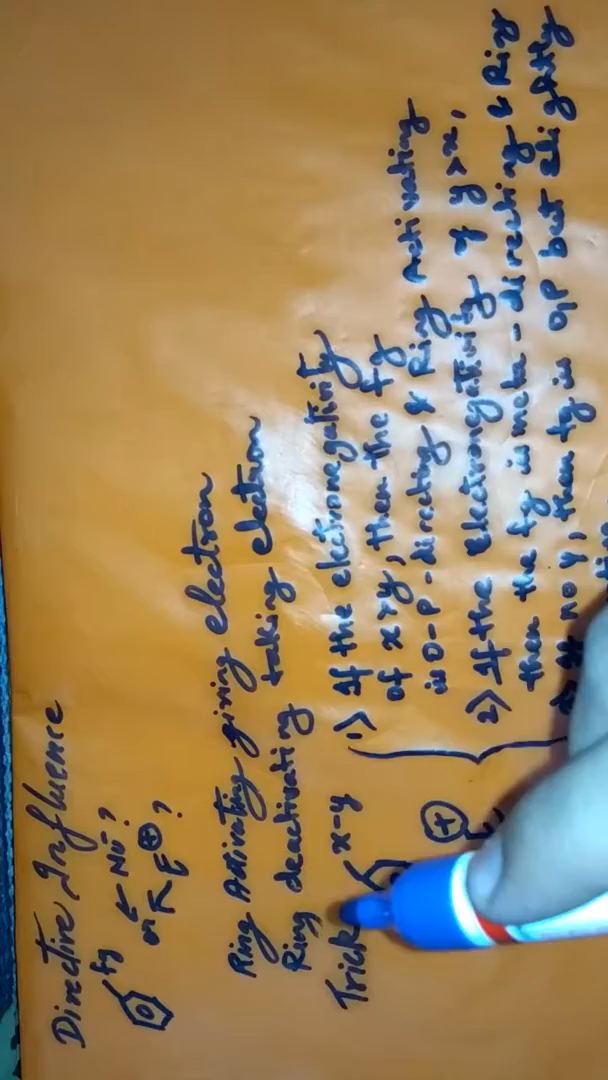 Directive Influence
fg ← Nu⁻ ?
or ↖ E⊕ ?
Ring Activating giving electron
Ring deactivating taking electron
Trick x-y
1) If the electronegativity
of x>y, then the fg
is o-p-directing & Ring Activating
2) If the electronegativity of y>x,
then the fg is meta-directing & Ring
If no y, then fg is o,p but slightly
⊕